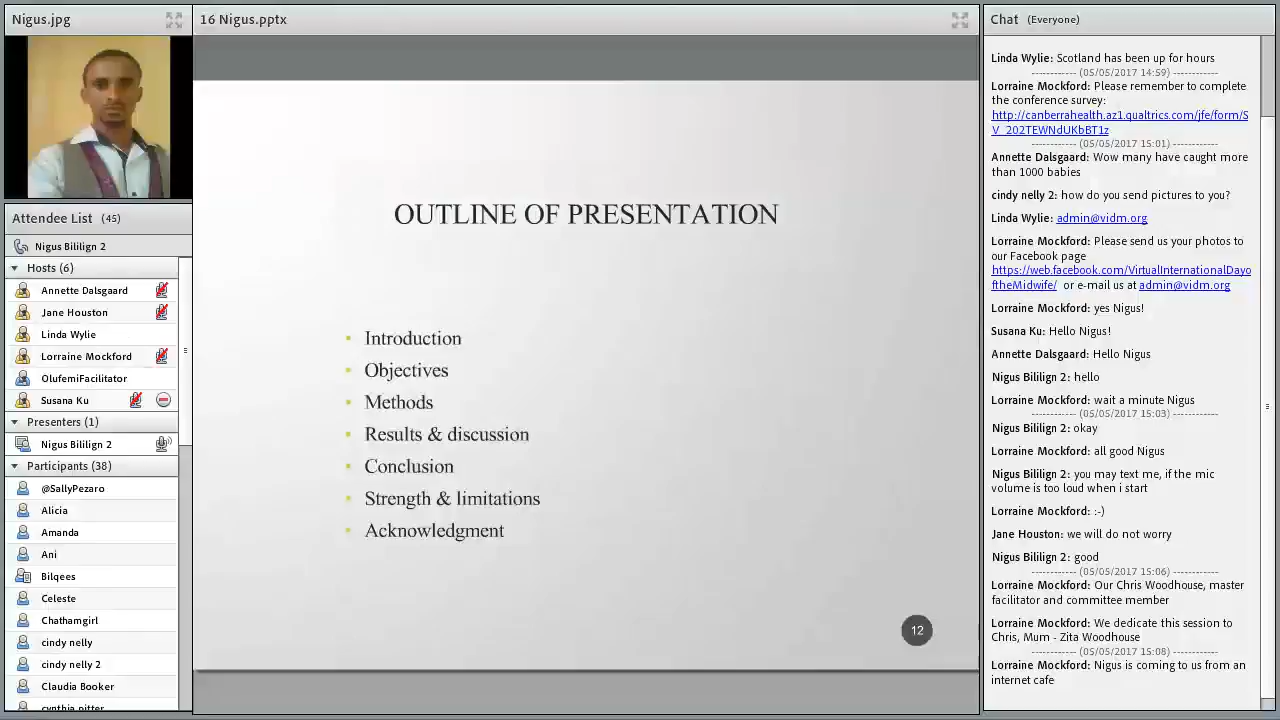 Nigus.jpg
Attendee List (45)
Nigus Bililign 2
Hosts (6)
Annette Dalsgaard
Jane Houston
Linda Wylie
Lorraine Mockford
OlufemiFacilitator
Susana Ku
Presenters (1)
Nigus Bililign 2
Participants (38)
@SallyPezaro
Alicia
Amanda
Ani
Bilqees
Celeste
Chathamgirl
cindy nelly
cindy nelly 2
Claudia Booker
cynthia pitter
16 Nigus.pptx
OUTLINE OF PRESENTATION
• Introduction
• Objectives
• Methods
• Results & discussion
• Conclusion
• Strength & limitations
• Acknowledgment
12
Chat (Everyone)
Linda Wylie: Scotland has been up for hours
------------ (05/05/2017 14:59) ------------
Lorraine Mockford: Please remember to complete
the conference survey:
http://canberrahealth.az1.qualtrics.com/jfe/form/S
V_202TEWNdUKbBT1z
------------ (05/05/2017 15:01) ------------
Annette Dalsgaard: Wow many have caught more
than 1000 babies
cindy nelly 2: how do you send pictures to you?
Linda Wylie: admin@vidm.org
Lorraine Mockford: Please send us your photos to
our Facebook page
https://web.facebook.com/VirtualInternationalDayo
ftheMidwife/ or e-mail us at admin@vidm.org
Lorraine Mockford: yes Nigus!
Susana Ku: Hello Nigus!
Annette Dalsgaard: Hello Nigus
Nigus Bililign 2: hello
Lorraine Mockford: wait a minute Nigus
------------ (05/05/2017 15:03) ------------
Nigus Bililign 2: okay
Lorraine Mockford: all good Nigus
Nigus Bililign 2: you may text me, if the mic
volume is too loud when i start
Lorraine Mockford: :-)
Jane Houston: we will do not worry
Nigus Bililign 2: good
------------ (05/05/2017 15:06) ------------
Lorraine Mockford: Our Chris Woodhouse, master
facilitator and committee member
Lorraine Mockford: We dedicate this session to
Chris, Mum - Zita Woodhouse
------------ (05/05/2017 15:08) ------------
Lorraine Mockford: Nigus is coming to us from an
internet cafe